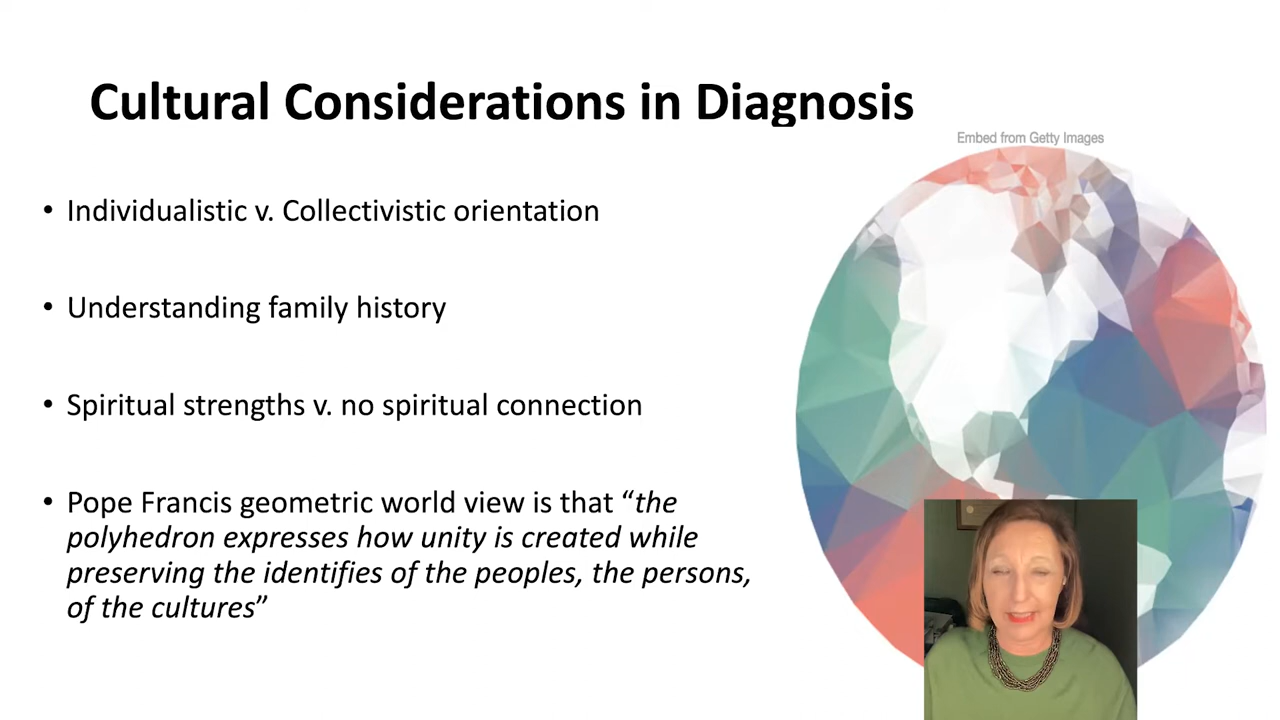 Cultural Considerations in Diagnosis
Embed from Getty Images
• Individualistic v. Collectivistic orientation
• Understanding family history
• Spiritual strengths v. no spiritual connection
• Pope Francis geometric world view is that “the
polyhedron expresses how unity is created while
preserving the identifies of the peoples, the persons,
of the cultures”